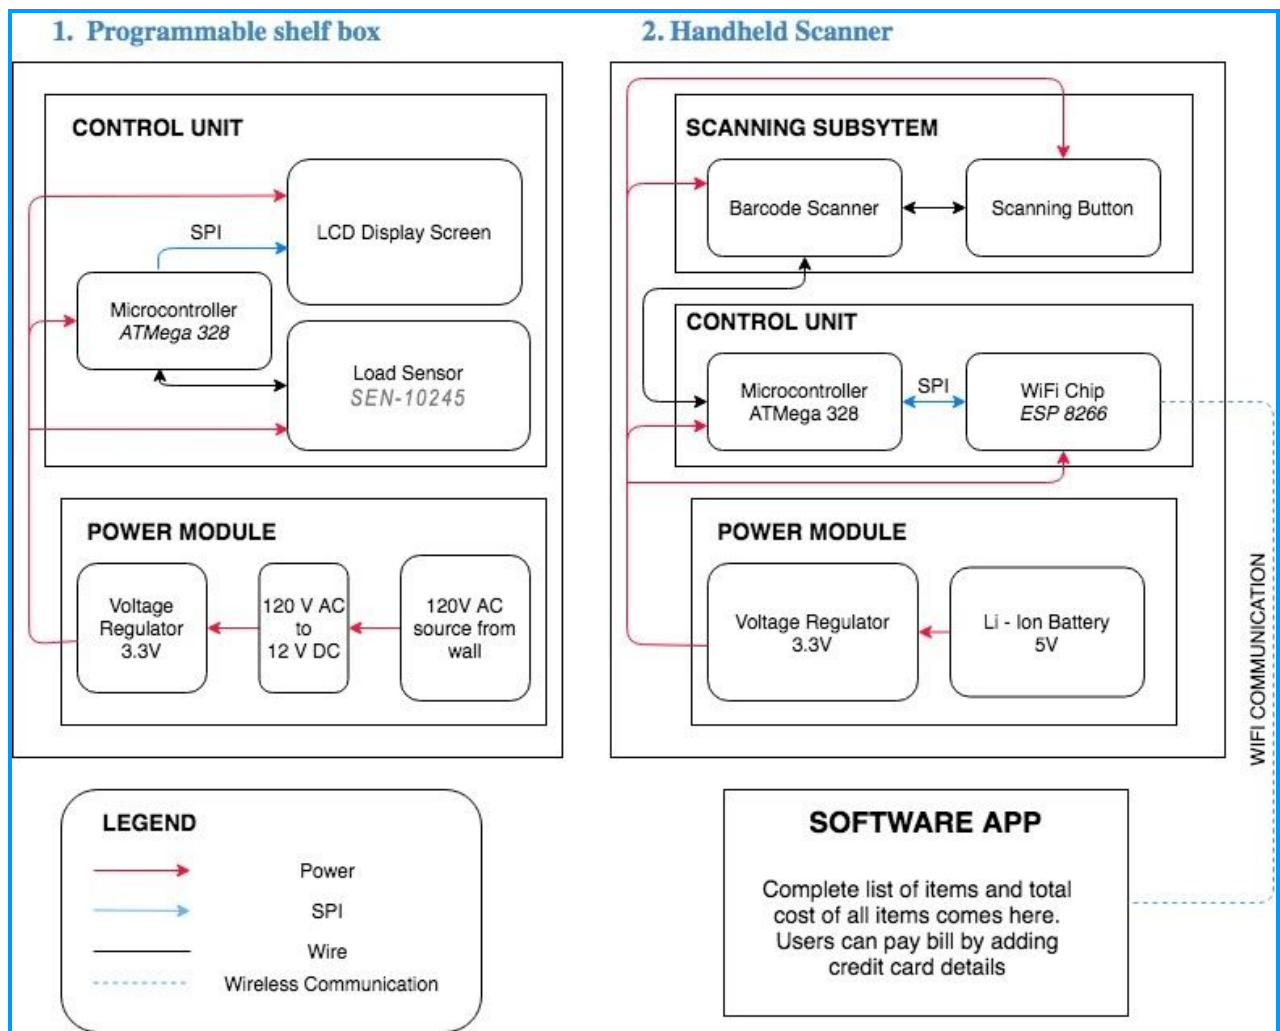 1. Programmable shelf box
CONTROL UNIT
LCD Display Screen
SPI
Microcontroller
ATMega 328
Load Sensor
SEN-10245
POWER MODULE
Voltage
Regulator
3.3V
120 V AC
to
12 V DC
120V AC
source from
wall
2. Handheld Scanner
SCANNING SUBSYTEM
Barcode Scanner
Scanning Button
CONTROL UNIT
Microcontroller
ATMega 328
SPI
WiFi Chip
ESP 8266
POWER MODULE
Voltage Regulator
3.3V
Li - Ion Battery
5V
WIFI COMMUNICATION
LEGEND
Power
SPI
Wire
Wireless Communication
SOFTWARE APP
Complete list of items and total
cost of all items comes here.
Users can pay bill by adding
credit card details